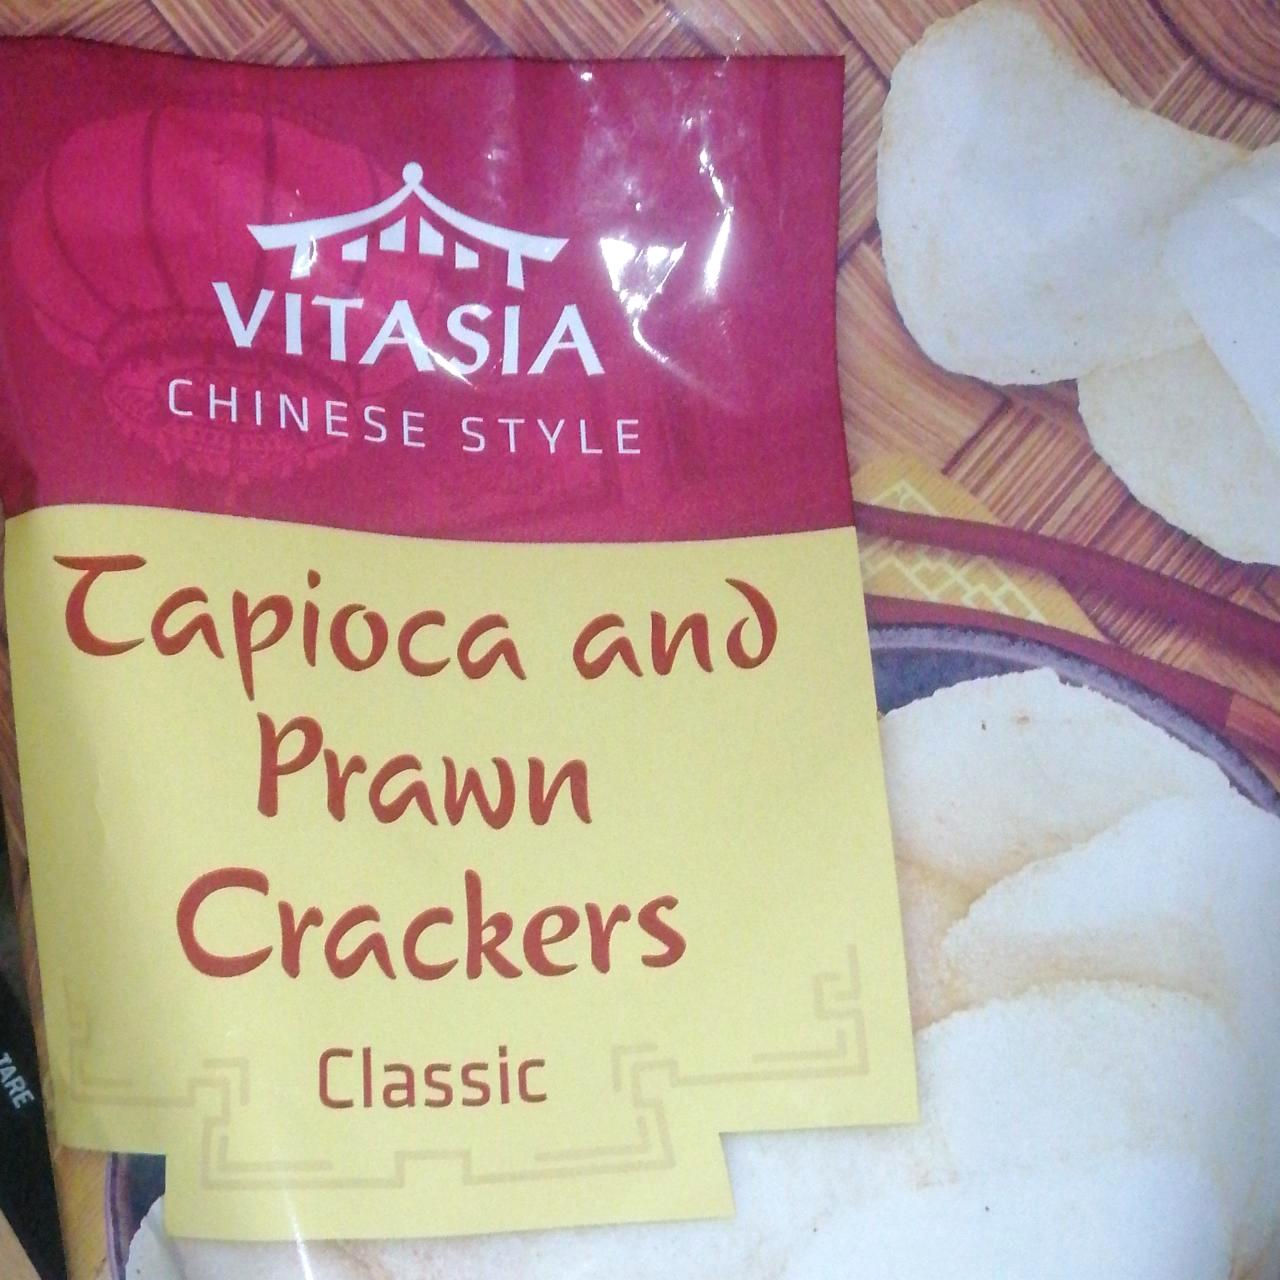 VITASIA
CHINESE STYLE
Tapioca and
Prawn
Crackers
Classic
TARE